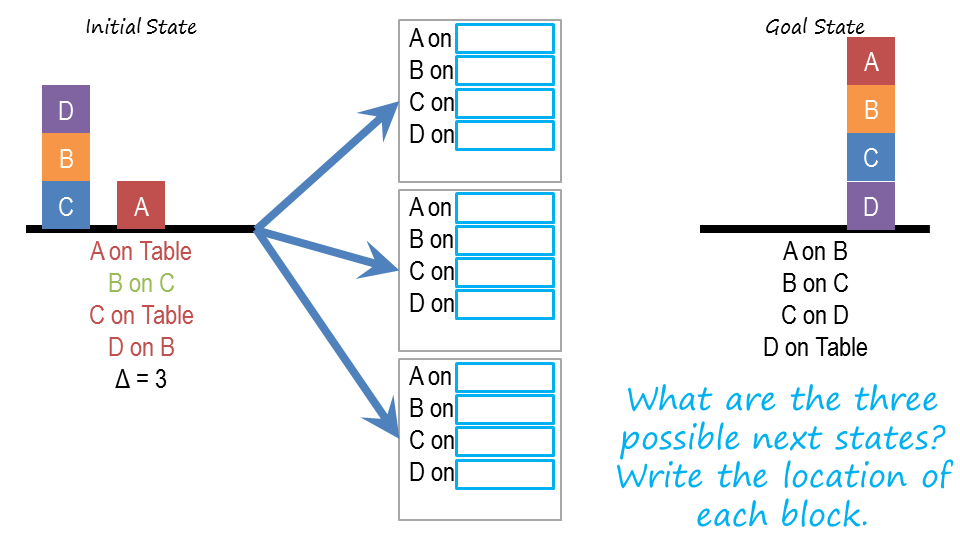 Initial State
D
B
C
A
A on Table
B on C
C on Table
D on B
Δ = 3
A on
B on
C on
D on
A on
B on
C on
D on
A on
B on
C on
D on
Goal State
A
B
C
D
A on B
B on C
C on D
D on Table
What are the three
possible next states?
Write the location of
each block.